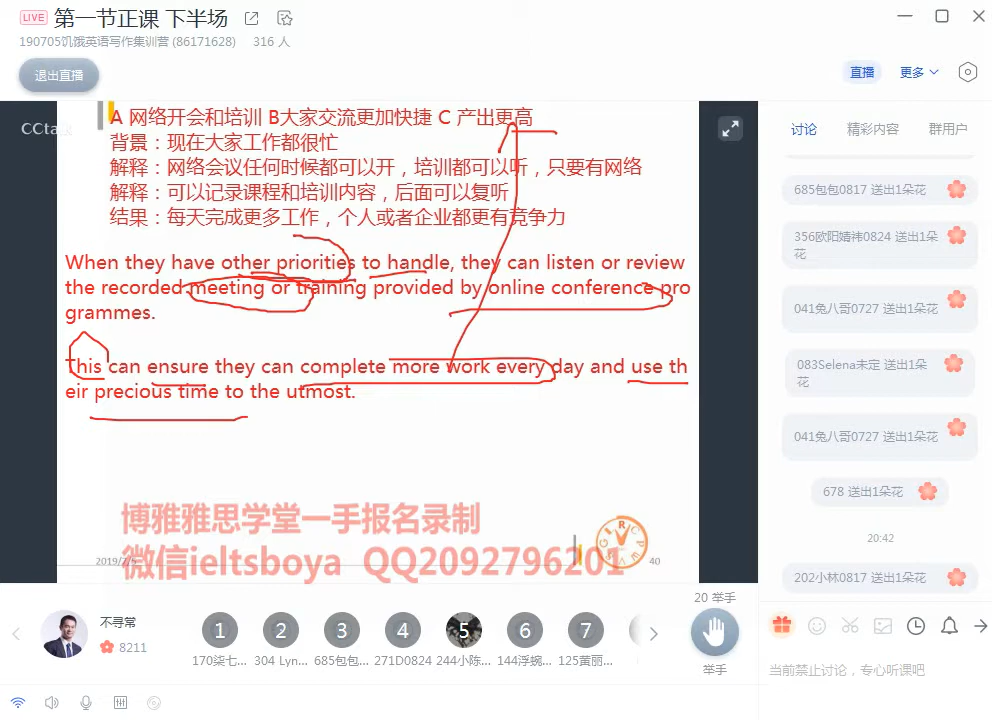 LIVE 第一节正课 下半场
190705饥饿英语写作集训营 (86171628) 316 人
退出直播
直播 更多
讨论 精彩内容 群用户
A 网络开会和培训 B大家交流更加快捷 C 产出更高
背景：现在大家工作都很忙
解释：网络会议任何时候都可以开，培训都可以听，只要有网络
解释：可以记录课程和培训内容，后面可以复听
结果：每天完成更多工作，个人或者企业都更有竞争力
When they have other priorities to handle, they can listen or review
the recorded meeting or training provided by online conference pro
grammes.
This can ensure they can complete more work every day and use th
eir precious time to the utmost.
博雅雅思学堂一手报名录制
微信ieltsboya QQ2092796201
40
685包包0817 送出1朵花
356欧阳婧祎0824 送出1朵
花
041兔八哥0727 送出1朵花
083Selena未定 送出1朵
花
041兔八哥0727 送出1朵花
678 送出1朵花
20:42
202小林0817 送出1朵花
不寻常
8211
1 2 3 4 5 6 7
170柒七... 304 Lyn... 685包包... 271D0824 244小陈... 144浮婉... 125黄丽...
20 举手
举手
当前禁止讨论，专心听课吧